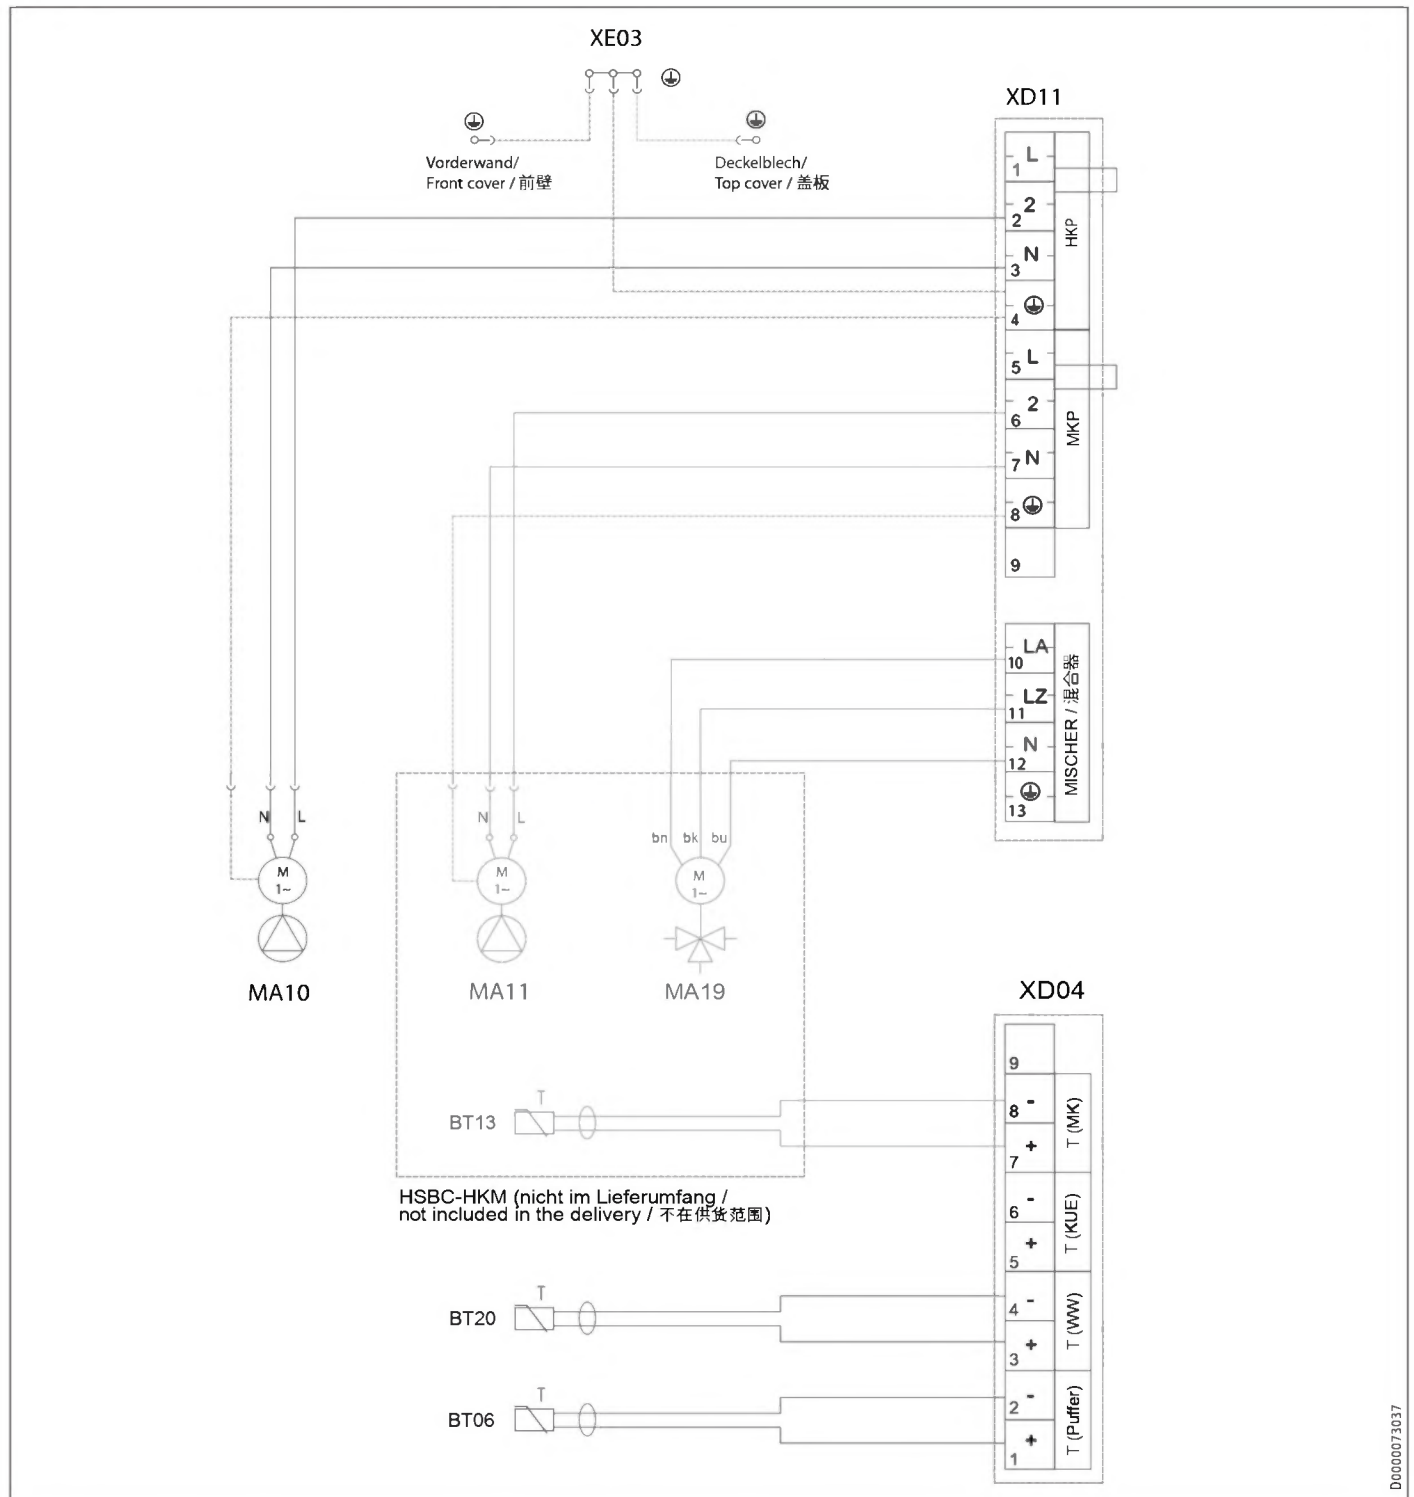 XE03
XD11
Vorderwand/
Front cover / 前壁
Deckelblech/
Top cover / 盖板
L
1
2
2
N
3
4
HKP
L
5
2
6
N
7
8
MKP
9
LA
10
LZ
11
N
12
13
MISCHER / 混合器
N
L
N
L
bn
bk
bu
M
1~
M
1~
M
1~
MA10
MA11
MA19
XD04
9
8 -
+
7
T (MK)
BT13
T
HSBC-HKM (nicht im Lieferumfang /
not included in the delivery / 不在供货范围)
6 -
+
5
T (KUE)
BT20
T
4 -
+
3
T (WW)
BT06
T
2 -
+
1
T (Puffer)
D0000073037